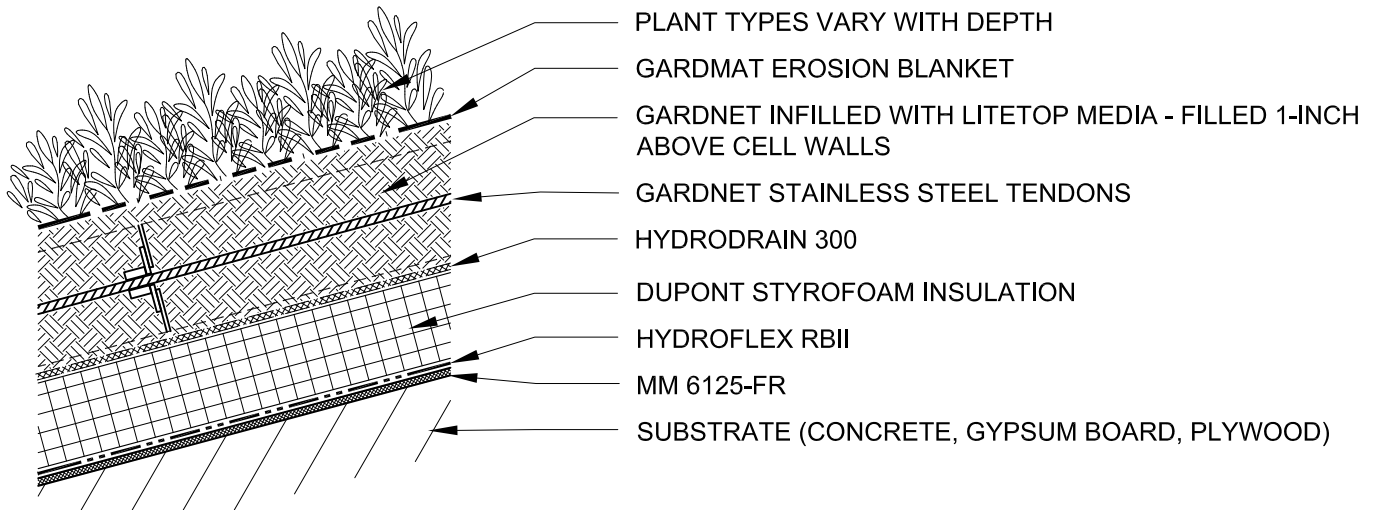 PLANT TYPES VARY WITH DEPTH
GARDMAT EROSION BLANKET
GARDNET INFILLED WITH LITETOP MEDIA - FILLED 1-INCH
ABOVE CELL WALLS
GARDNET STAINLESS STEEL TENDONS
HYDRODRAIN 300
DUPONT STYROFOAM INSULATION
HYDROFLEX RBII
MM 6125-FR
SUBSTRATE (CONCRETE, GYPSUM BOARD, PLYWOOD)